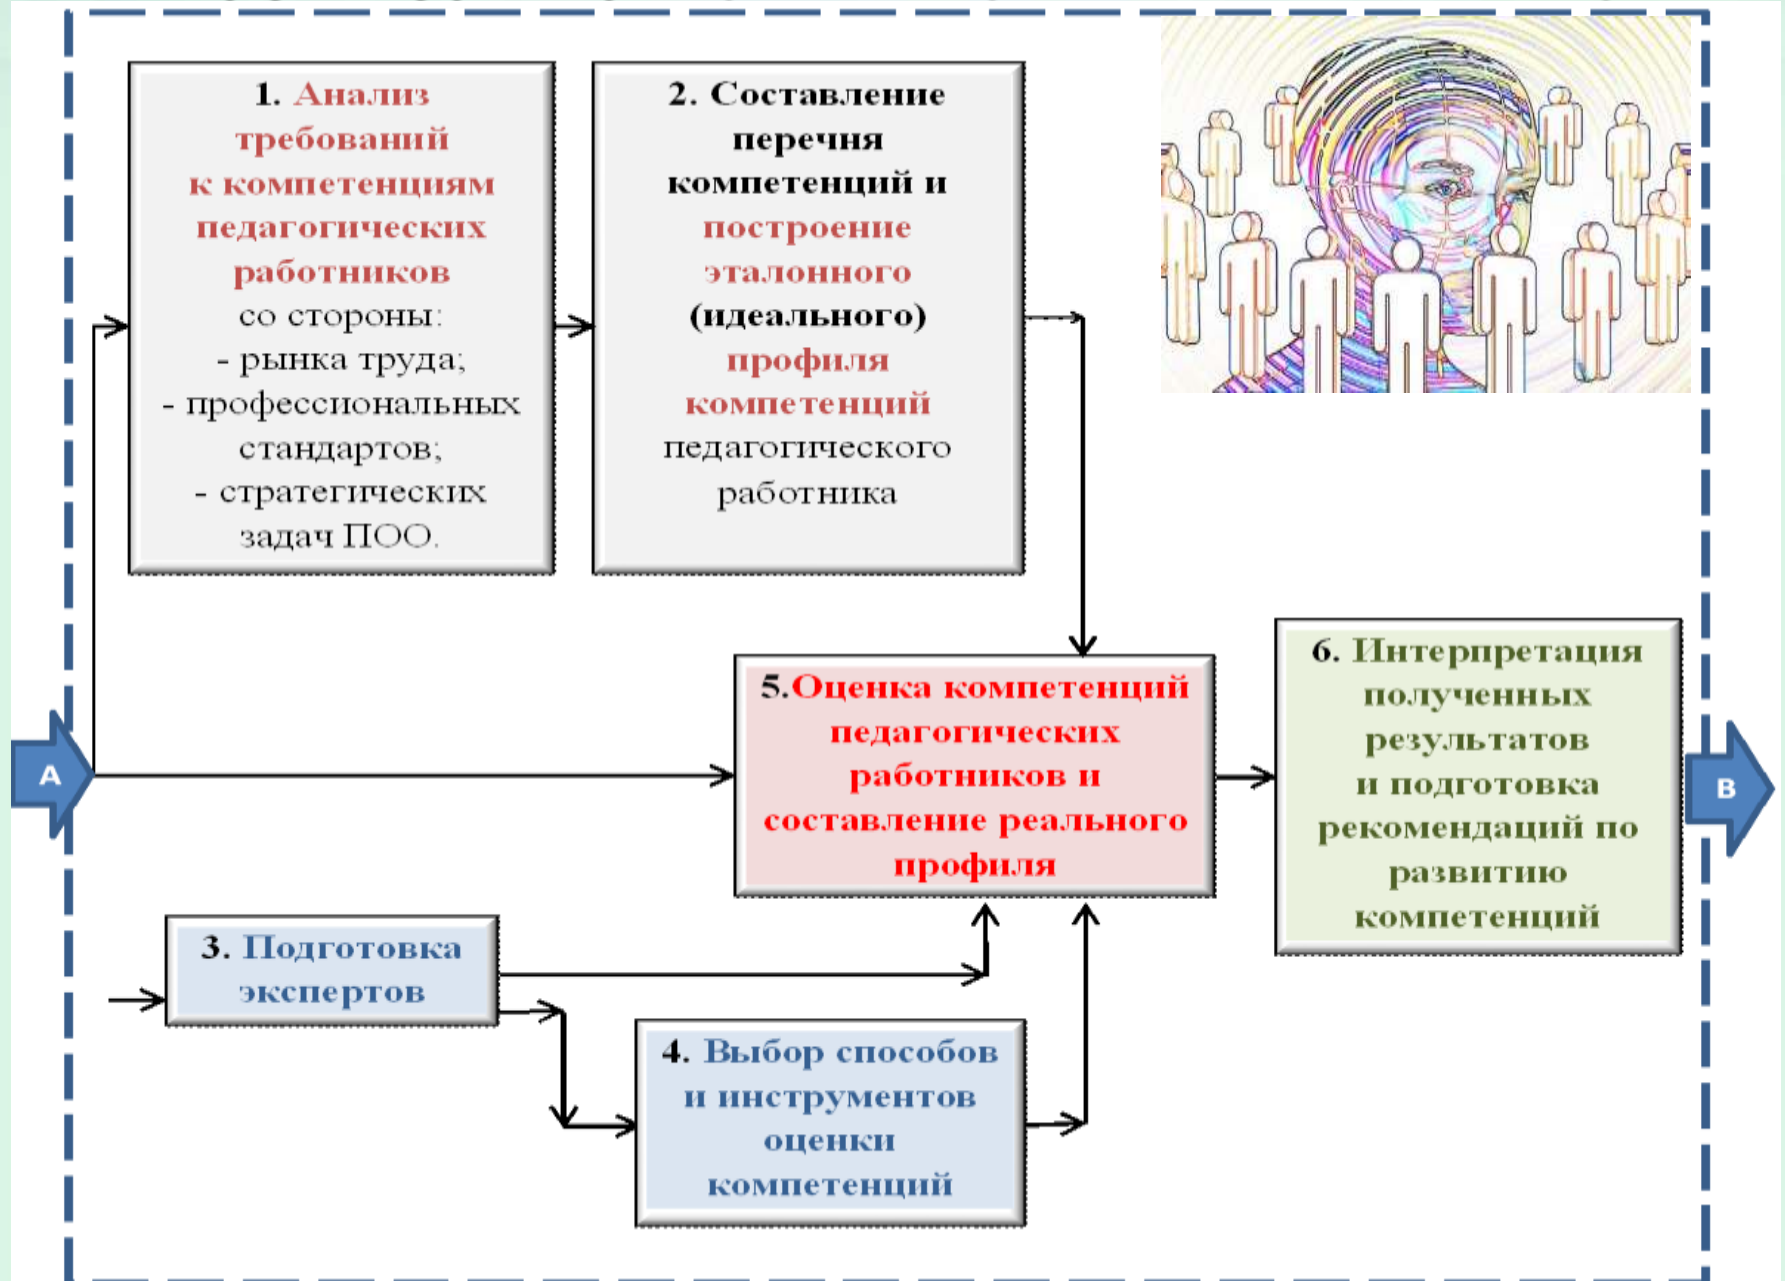 1. Анализ
требований
к компетенциям
педагогических
работников
со стороны:
- рынка труда;
- профессиональных
стандартов;
- стратегических
задач ПОО.
2. Составление
перечня
компетенций и
построение
эталонного
(идеального)
профиля
компетенций
педагогического
работника
A
5.Оценка компетенций
педагогических
работников и
составление реального
профиля
6. Интерпретация
полученных
результатов
и подготовка
рекомендаций по
развитию
компетенций
B
3. Подготовка
экспертов
4. Выбор способов
и инструментов
оценки
компетенций